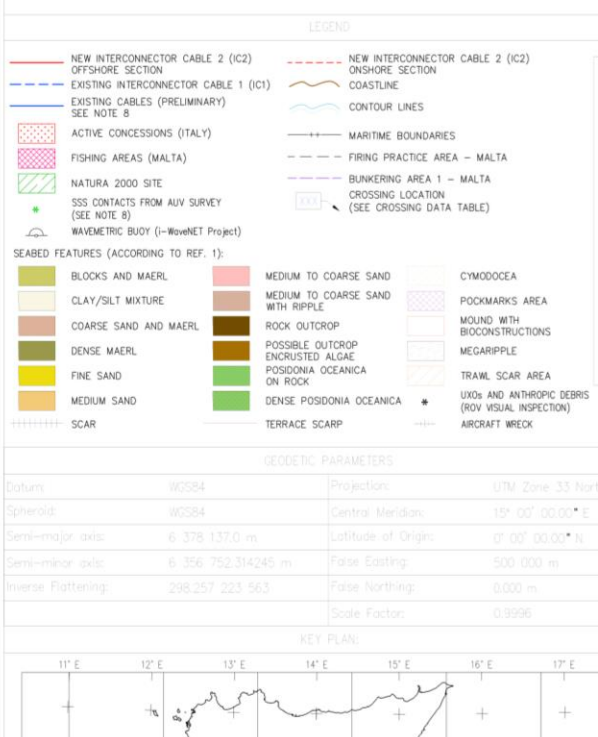 LEGEND
NEW INTERCONNECTOR CABLE 2 (IC2)
OFFSHORE SECTION
EXISTING INTERCONNECTOR CABLE 1 (IC1)
EXISTING CABLES (PRELIMINARY)
SEE NOTE 8
ACTIVE CONCESSIONS (ITALY)
FISHING AREAS (MALTA)
NATURA 2000 SITE
SSS CONTACTS FROM AUV SURVEY
(SEE NOTE 8)
WAVEMETRIC BUOY (i-WaveNET Project)
NEW INTERCONNECTOR CABLE 2 (IC2)
ONSHORE SECTION
COASTLINE
CONTOUR LINES
MARITIME BOUNDARIES
FIRING PRACTICE AREA – MALTA
BUNKERING AREA 1 – MALTA
XXX
CROSSING LOCATION
(SEE CROSSING DATA TABLE)
SEABED FEATURES (ACCORDING TO REF. 1):
BLOCKS AND MAERL
CLAY/SILT MIXTURE
COARSE SAND AND MAERL
DENSE MAERL
FINE SAND
MEDIUM SAND
SCAR
MEDIUM TO COARSE SAND
MEDIUM TO COARSE SAND
WITH RIPPLE
ROCK OUTCROP
POSSIBLE OUTCROP
ENCRUSTED ALGAE
POSIDONIA OCEANICA
ON ROCK
DENSE POSIDONIA OCEANICA
TERRACE SCARP
CYMODOCEA
POCKMARKS AREA
MOUND WITH
BIOCONSTRUCTIONS
MEGARIPPLE
TRAWL SCAR AREA
UXOs AND ANTHROPIC DEBRIS
(ROV VISUAL INSPECTION)
AIRCRAFT WRECK
GEODETIC PARAMETERS
Datum: WGS84 Projection: UTM Zone 33 Nort
Spheroid: WGS84 Central Meridian: 15° 00' 00.00" E
Semi-major axis: 6 378 137.0 m Latitude of Origin: 0° 00' 00.00" N
Semi-minor axis: 6 356 752.314245 m False Easting: 500 000 m
Inverse Flattening: 298.257 223 563 False Northing: 0.000 m
Scale Factor: 0.9996
KEY PLAN:
11° E 12° E 13° E 14° E 15° E 16° E 17° E